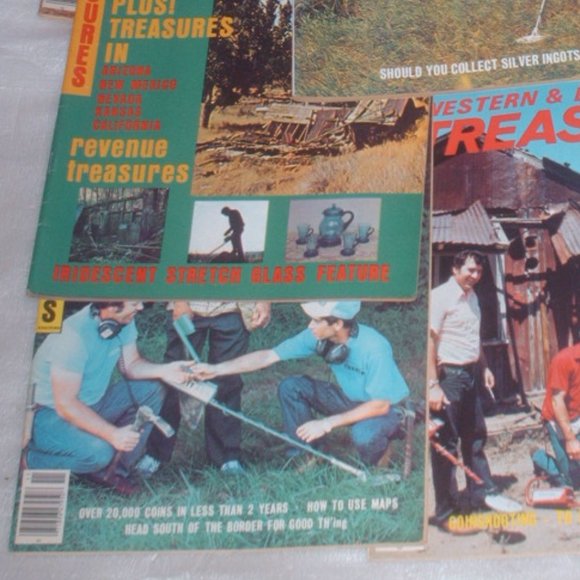 PLUS!
TREASURES
IN
ARIZONA
NEW MEXICO
NEVADA
KANSAS
CALIFORNIA
revenue
treasures
IRIDESCENT STRETCH GLASS FEATURE
SHOULD YOU COLLECT SILVER INGOTS
WESTERN &
TREAS
S
OVER 20,000 COINS IN LESS THAN 2 YEARS - HOW TO USE MAPS
HEAD SOUTH OF THE BORDER FOR GOOD TH'ing
COINSHOOTING -